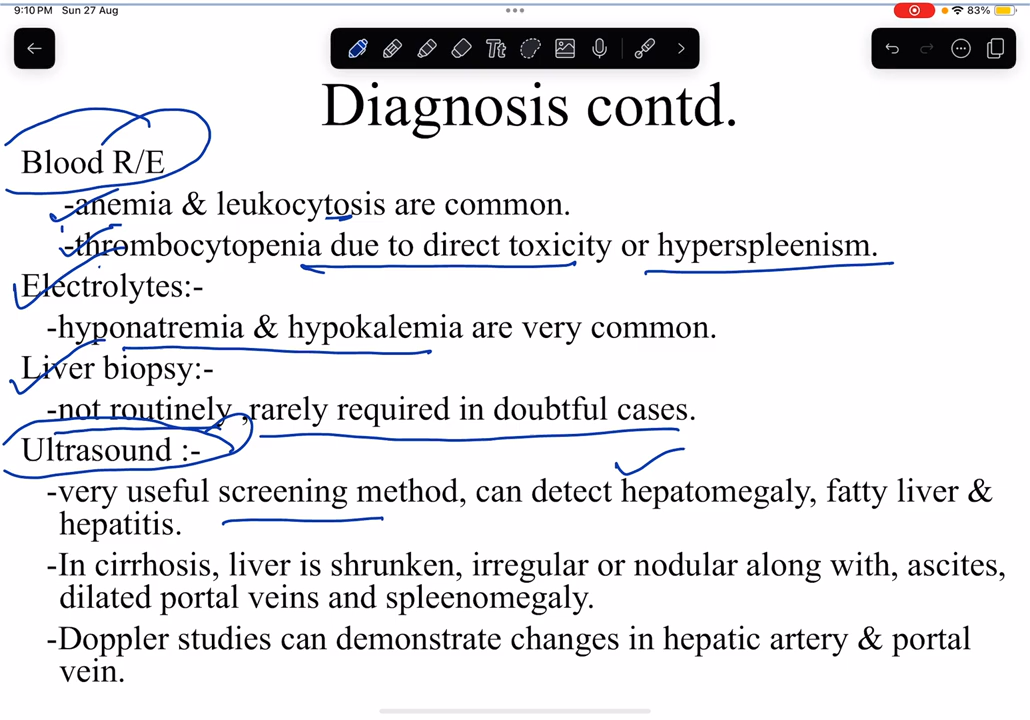 9:10 PM Sun 27 Aug
83%
Tt
Diagnosis contd.
Blood R/E
-anemia & leukocytosis are common.
-thrombocytopenia due to direct toxicity or hyperspleenism.
Electrolytes:-
-hyponatremia & hypokalemia are very common.
Liver biopsy:-
-not routinely ,rarely required in doubtful cases.
Ultrasound :-
-very useful screening method, can detect hepatomegaly, fatty liver &
hepatitis.
-In cirrhosis, liver is shrunken, irregular or nodular along with, ascites,
dilated portal veins and spleenomegaly.
-Doppler studies can demonstrate changes in hepatic artery & portal
vein.